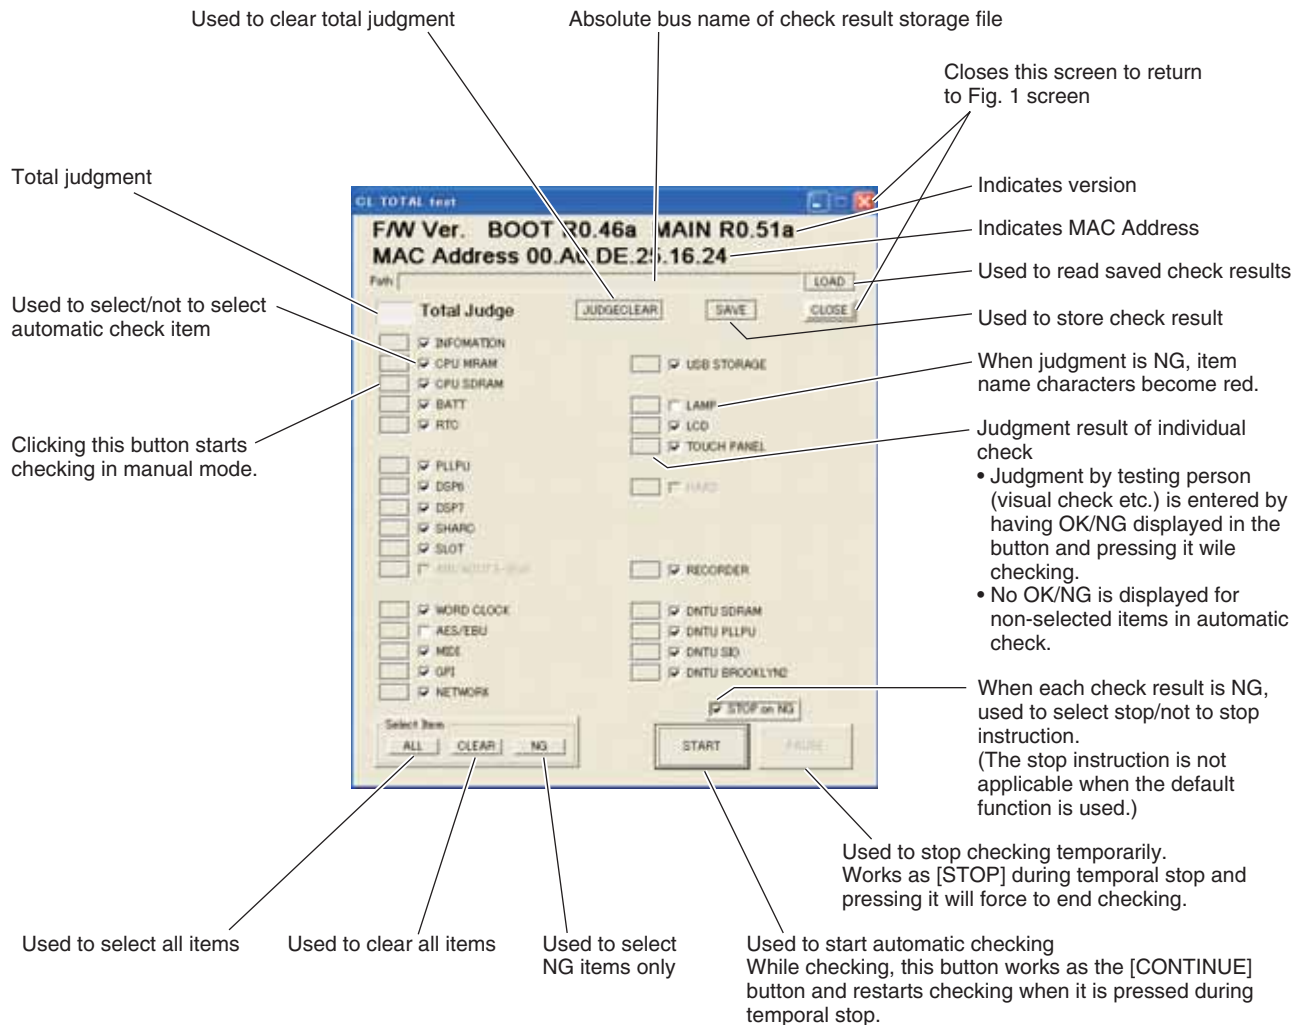 Used to clear total judgment
Absolute bus name of check result storage file
Closes this screen to return
to Fig. 1 screen
Total judgment
Indicates version
Indicates MAC Address
Used to read saved check results
Used to select/not to select
automatic check item
Used to store check result
When judgment is NG, item
name characters become red.
Clicking this button starts
checking in manual mode.
Judgment result of individual
check
• Judgment by testing person
(visual check etc.) is entered by
having OK/NG displayed in the
button and pressing it wile
checking.
• No OK/NG is displayed for
non-selected items in automatic
check.
When each check result is NG,
used to select stop/not to stop
instruction.
(The stop instruction is not
applicable when the default
function is used.)
CL TOTAL test
F/W Ver. BOOT R0.46a MAIN R0.51a
MAC Address 00.A0.DE.25.16.24
Path
LOAD
Total Judge
JUDGECLEAR
SAVE
CLOSE
INFOMATION
CPU MRAM
CPU SDRAM
BATT
RTC
PLLPU
DSP6
DSP7
SHARC
SLOT
WORD CLOCK
AES/EBU
MIDI
GPI
NETWORK
USB STORAGE
LAMP
LCD
TOUCH PANEL
HARD
RECORDER
DNTU SDRAM
DNTU PLLPU
DNTU SIO
DNTU BROOKLYN2
STOP on NG
Select Item
ALL
CLEAR
NG
START
PAUSE
Used to stop checking temporarily.
Works as [STOP] during temporal stop and
pressing it will force to end checking.
Used to select all items
Used to clear all items
Used to select
NG items only
Used to start automatic checking
While checking, this button works as the [CONTINUE]
button and restarts checking when it is pressed during
temporal stop.